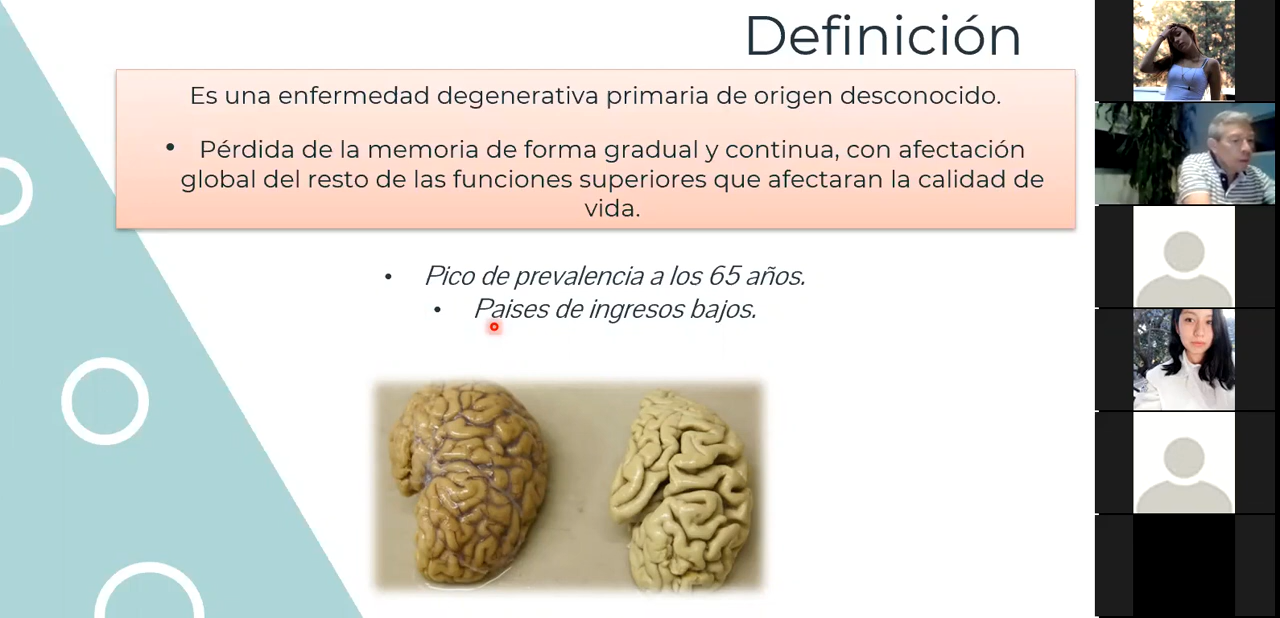 Definición
Es una enfermedad degenerativa primaria de origen desconocido.
• Pérdida de la memoria de forma gradual y continua, con afectación
global del resto de las funciones superiores que afectaran la calidad de
vida.
• Pico de prevalencia a los 65 años.
• Paises de ingresos bajos.